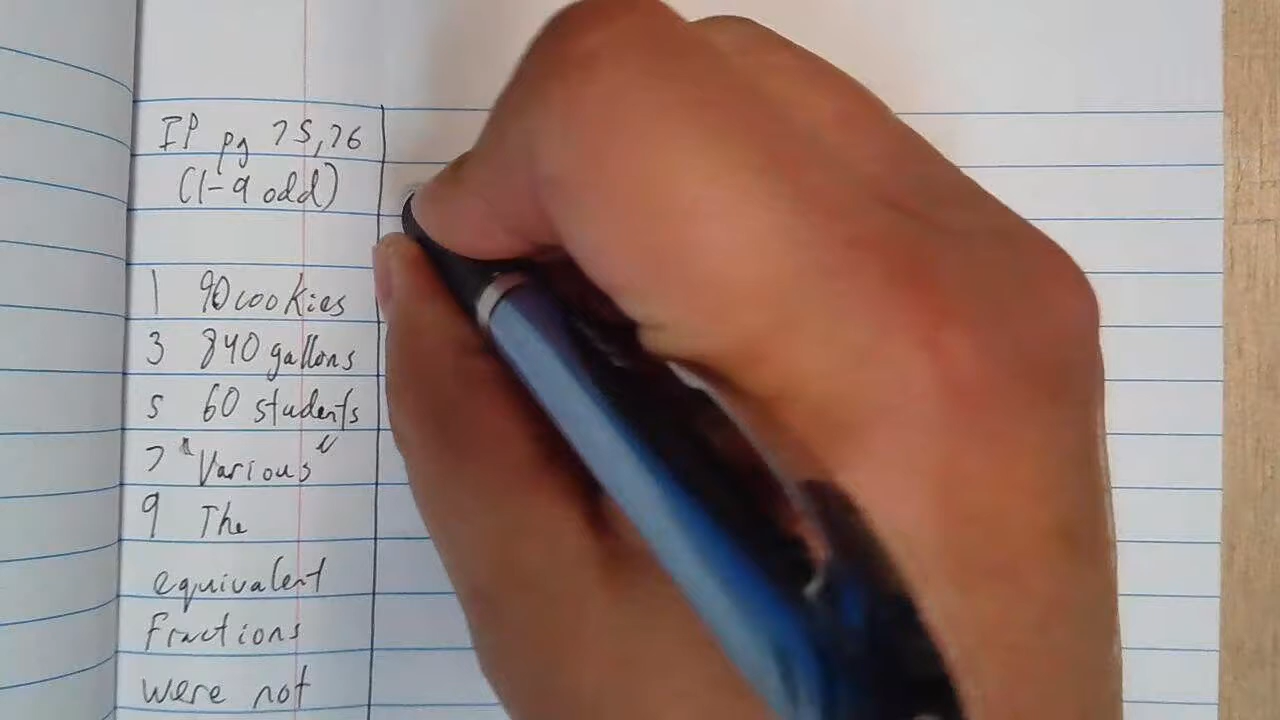 IP pg 75,76
(1-9 odd)
1 90 cookies
3 840 gallons
5 60 students
7 "Various"
9 The
equivalent
fractions
were not